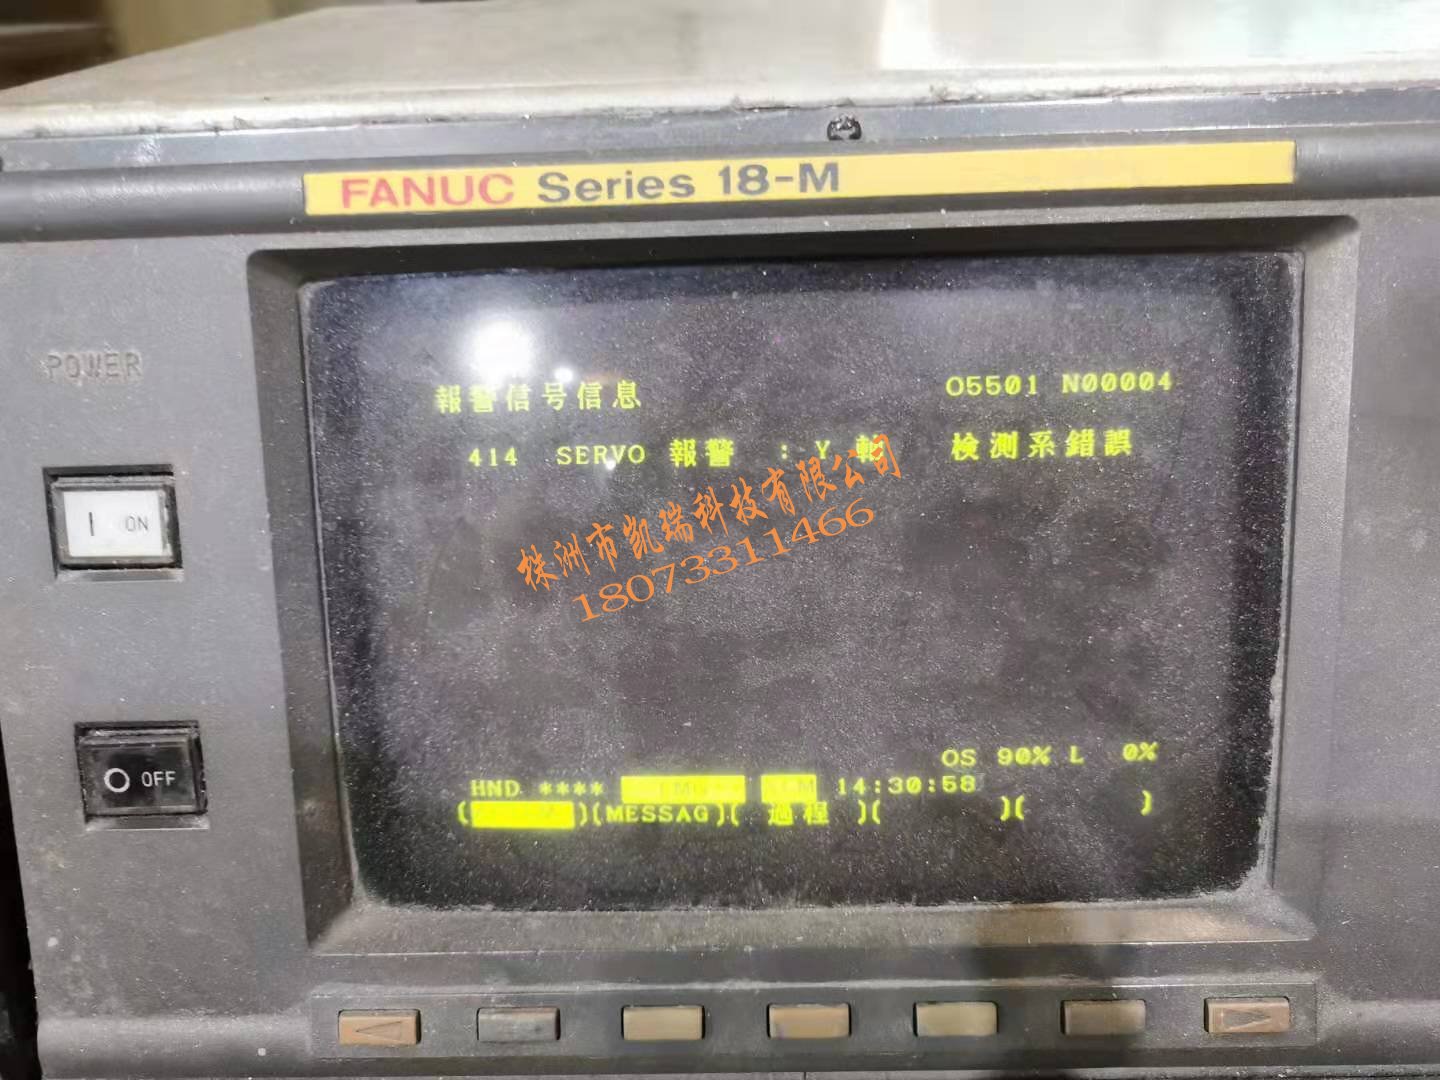 FANUC Series 18-M
POWER
報警信号信息 O5501 N00004
414 SERVO 報警 : Y 軸 検測系錯誤
株洲市凯瑞科技有限公司
18073311466
| ON
O OFF
OS 90% L 0%
HND **** 14:30:58
( )(MESSAG)( 過程 )( )( )